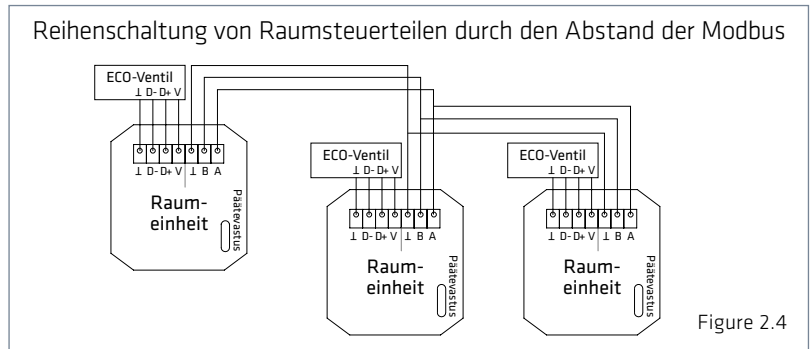 Reihenschaltung von Raumsteuerteilen durch den Abstand der Modbus
ECO-Ventil
⊥ D- D+ V
⊥ D- D+ V ⊥ B A
Raum-
einheit
Päätevastus
ECO-Ventil
⊥ D- D+ V
⊥ D- D+ V ⊥ B A
Raum-
einheit
Päätevastus
ECO-Ventil
⊥ D- D+ V
⊥ D- D+ V ⊥ B A
Raum-
einheit
Päätevastus
Figure 2.4